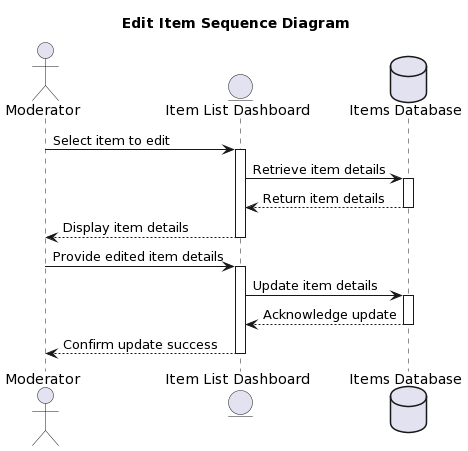 Edit Item Sequence Diagram
Moderator
Item List Dashboard
Items Database
Select item to edit
Retrieve item details
Return item details
Display item details
Provide edited item details
Update item details
Acknowledge update
Confirm update success
Moderator
Item List Dashboard
Items Database